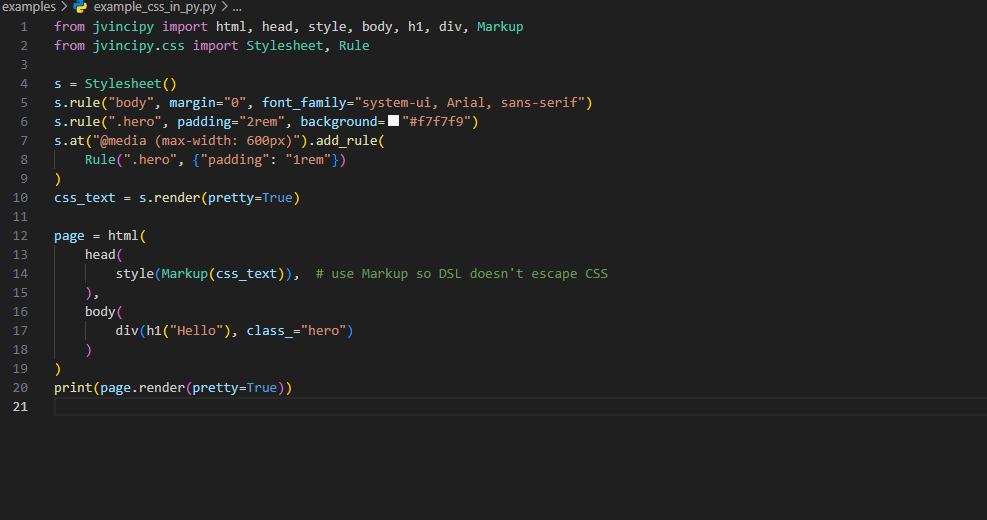 examples > example_css_in_py.py > ...
1 from jvincipy import html, head, style, body, h1, div, Markup
2 from jvincipy.css import Stylesheet, Rule
3
4 s = Stylesheet()
5 s.rule("body", margin="0", font_family="system-ui, Arial, sans-serif")
6 s.rule(".hero", padding="2rem", background="#f7f7f9")
7 s.at("@media (max-width: 600px)").add_rule(
8     Rule(".hero", {"padding": "1rem"})
9 )
10 css_text = s.render(pretty=True)
11
12 page = html(
13     head(
14         style(Markup(css_text)),  # use Markup so DSL doesn't escape CSS
15     ),
16     body(
17         div(h1("Hello"), class_="hero")
18     )
19 )
20 print(page.render(pretty=True))
21